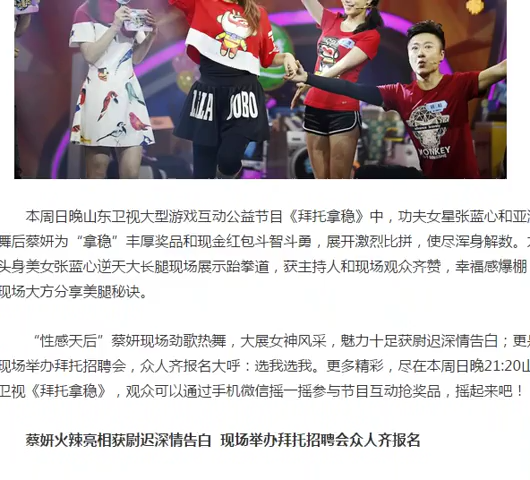 LINA BOBO
MONKEY
本周日晚山东卫视大型游戏互动公益节目《拜托拿稳》中，功夫女星张蓝心和亚洲
舞后蔡妍为“拿稳”丰厚奖品和现金红包斗智斗勇，展开激烈比拼，使尽浑身解数。
头身美女张蓝心逆天大长腿现场展示跆拳道，获主持人和现场观众齐赞，幸福感爆棚
现场大方分享美腿秘诀。
“性感天后”蔡妍现场劲歌热舞，大展女神风采，魅力十足获尉迟深情告白；更是
现场举办拜托招聘会，众人齐报名大呼：选我选我。更多精彩，尽在本周日晚21:20山
卫视《拜托拿稳》，观众可以通过手机微信摇一摇参与节目互动抢奖品，摇起来吧！
蔡妍火辣亮相获尉迟深情告白 现场举办拜托招聘会众人齐报名